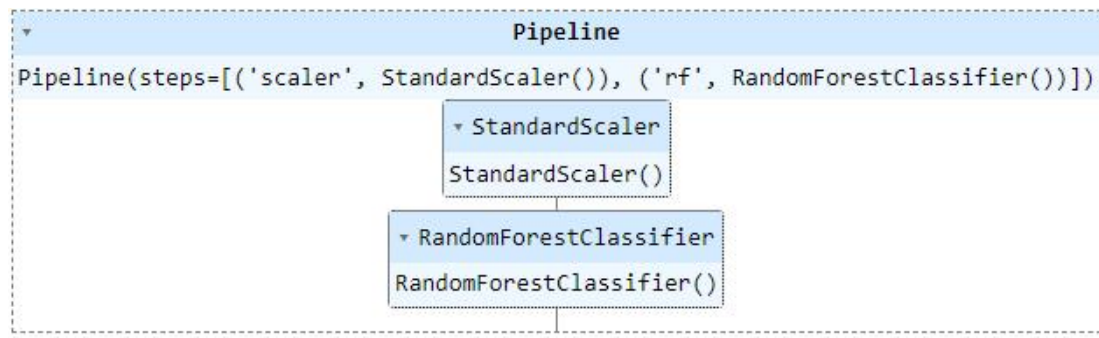 Pipeline
Pipeline(steps=[('scaler', StandardScaler()), ('rf', RandomForestClassifier())])
StandardScaler
StandardScaler()
RandomForestClassifier
RandomForestClassifier()